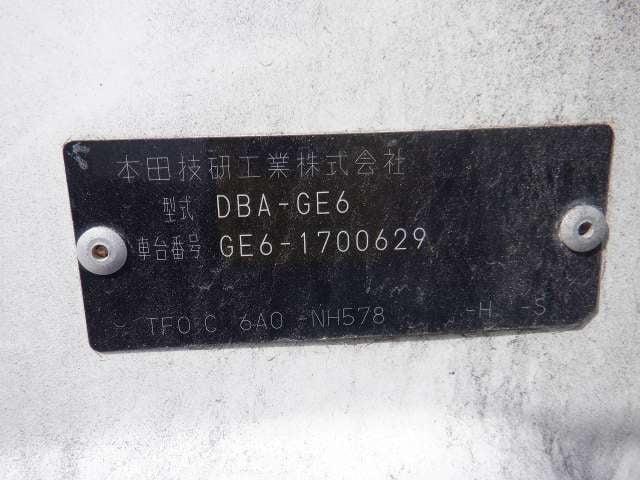 本田技研工業株式会社
型式 DBA-GE6
車台番号 GE6-1700629
TF0 C 6A0 -NH578 -H -S